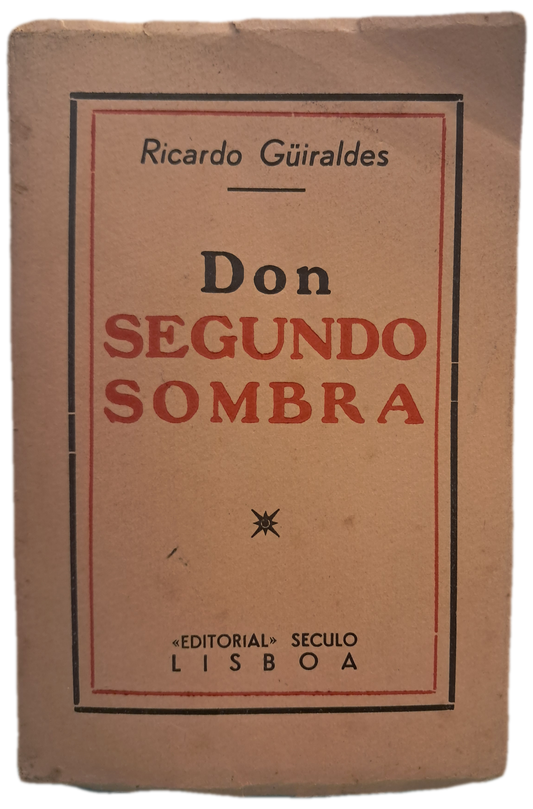 Ricardo Güiraldes
Don
SEGUNDO
SOMBRA
«EDITORIAL» SECULO
LISBOA